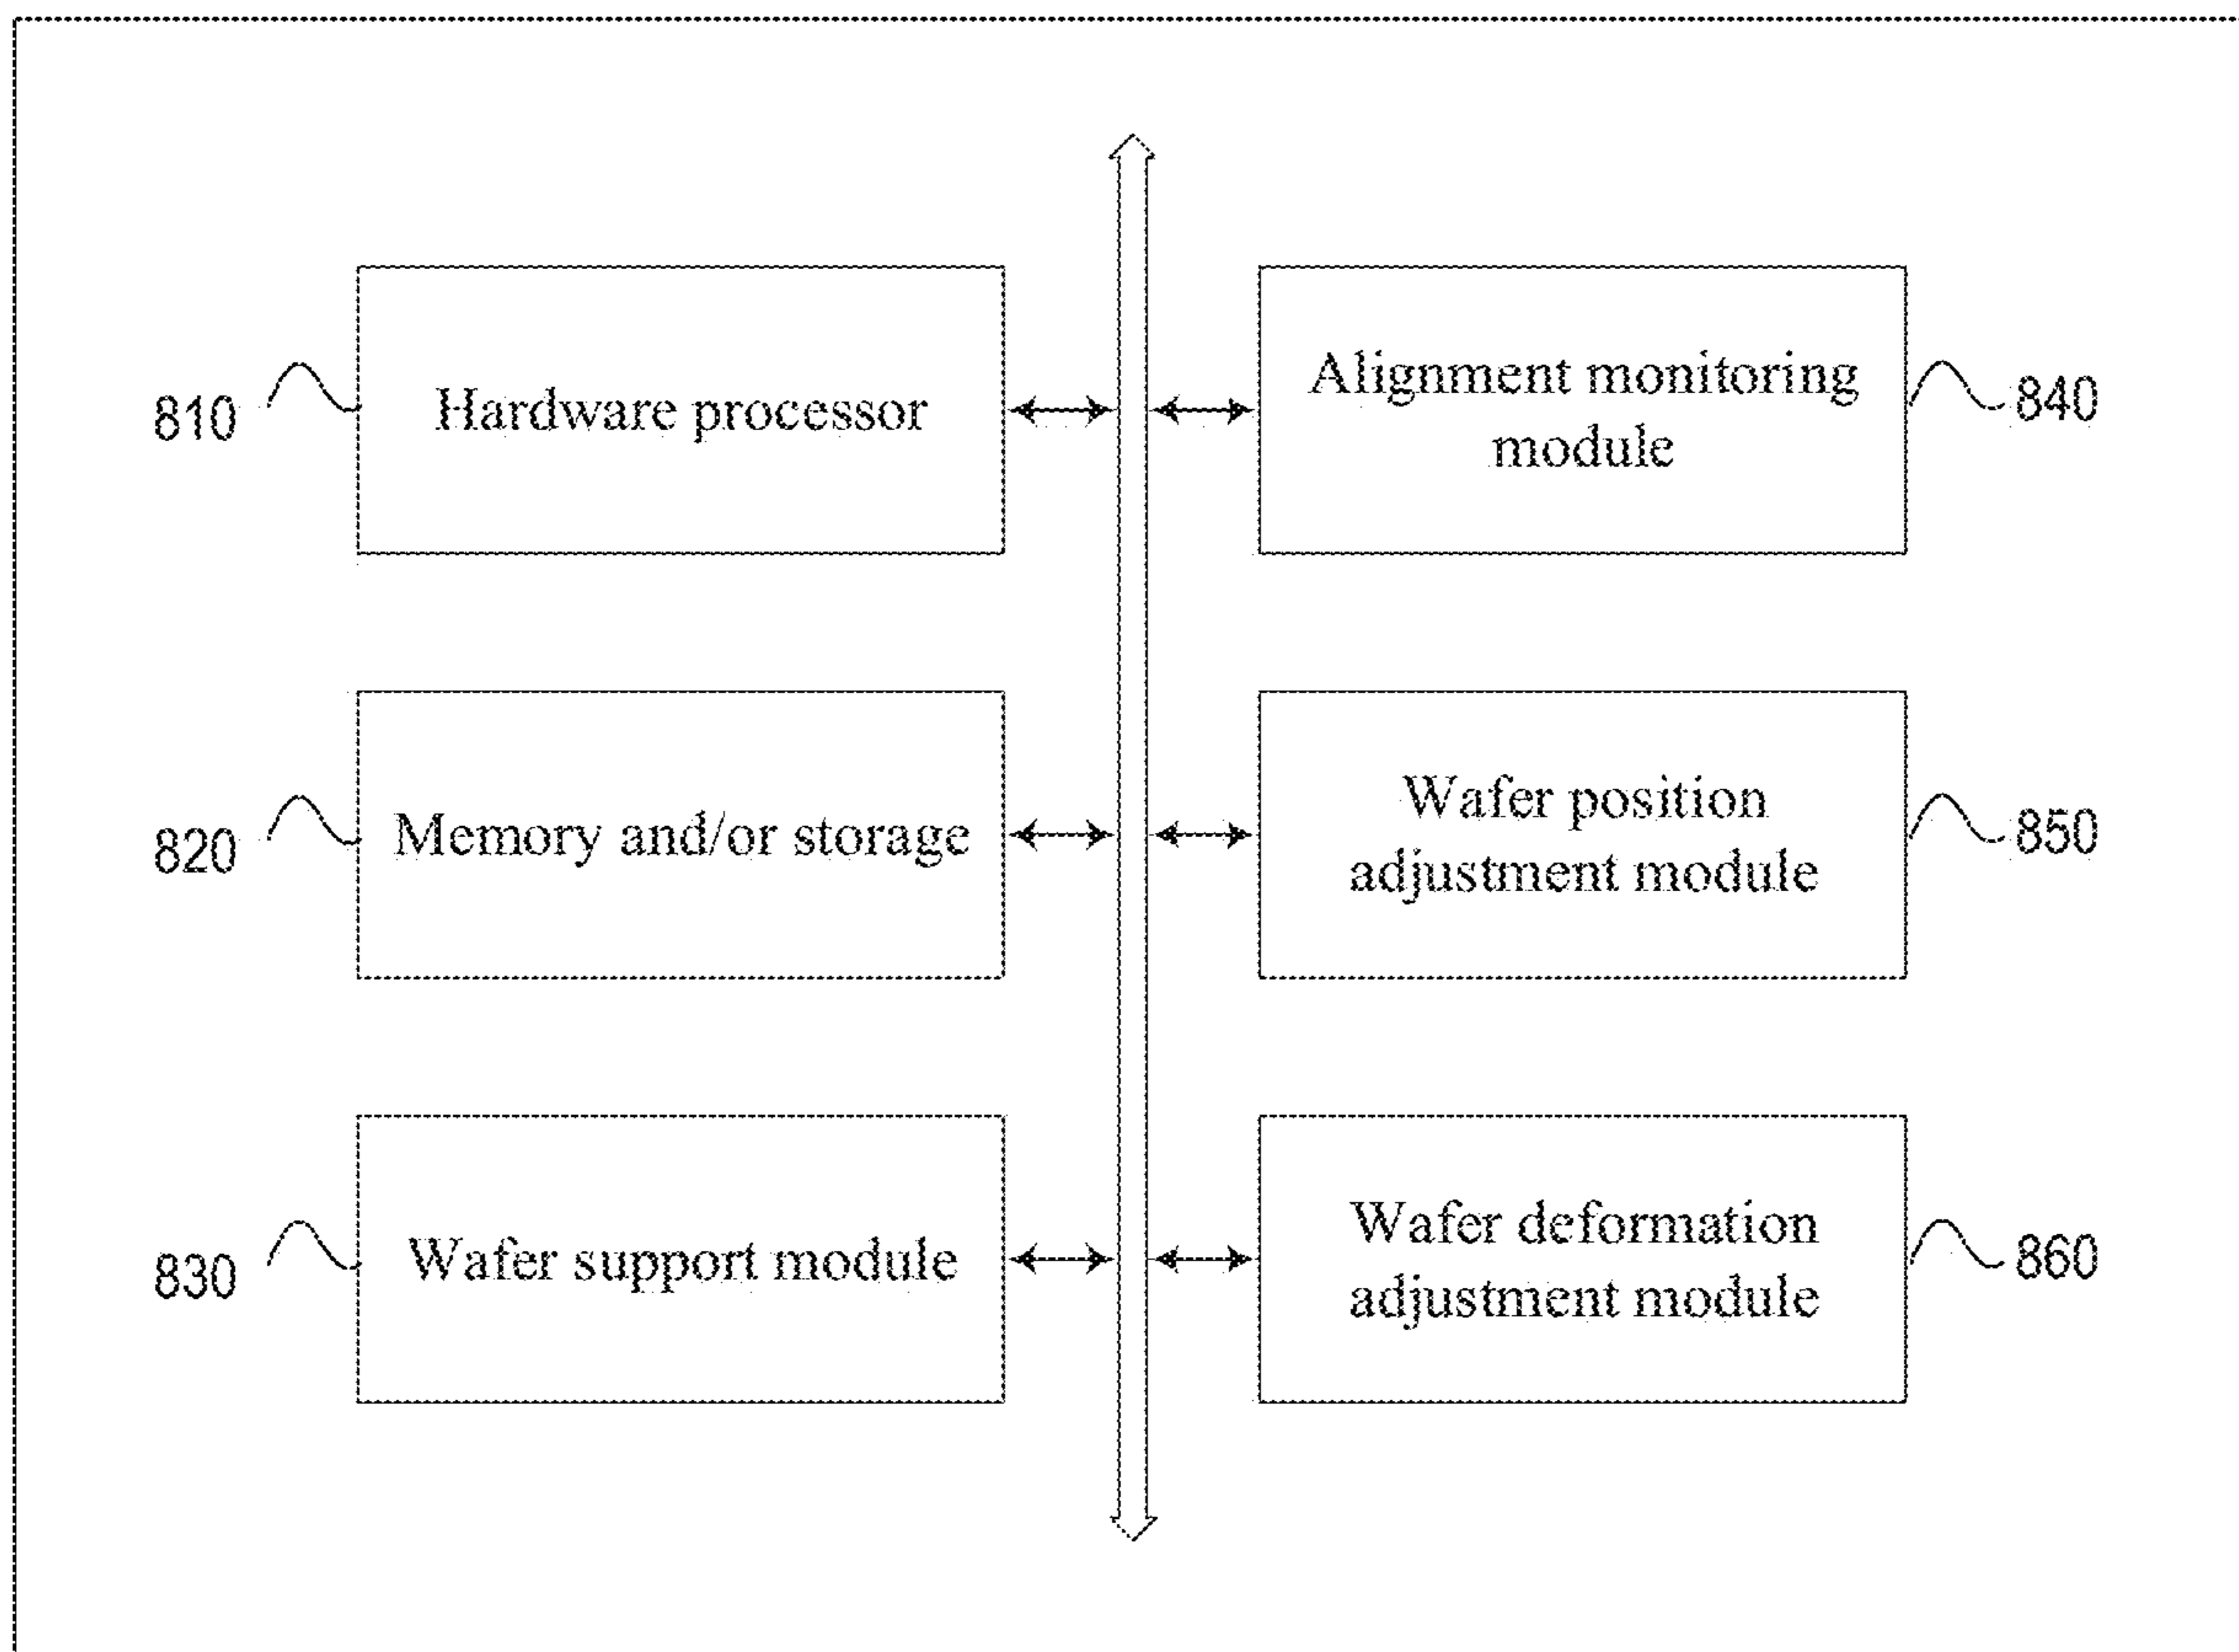 810
Hardware processor
Alignment monitoring
module
840
820
Memory and/or storage
Wafer position
adjustment module
850
830
Wafer support module
Wafer deformation
adjustment module
860